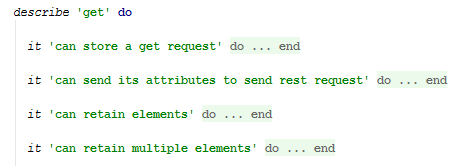 describe 'get' do
it 'can store a get request' do ... end
it 'can send its attributes to send rest request' do ... end
it 'can retain elements' do ... end
it 'can retain multiple elements' do ... end